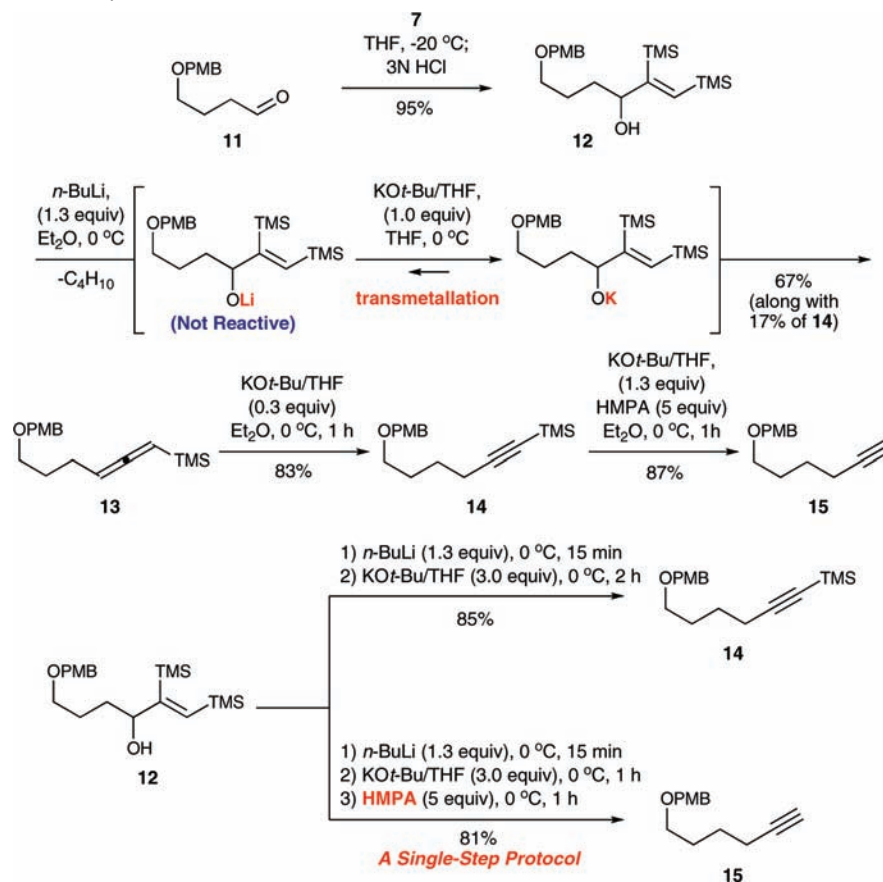 7
THF, -20 °C;
3N HCl
95%
OPMB
O
11
OPMB
TMS
TMS
OH
12
n-BuLi,
(1.3 equiv)
Et2O, 0 °C
-C4H10
OPMB
TMS
TMS
OLi
(Not Reactive)
KOt-Bu/THF,
(1.0 equiv)
THF, 0 °C
transmetallation
OPMB
TMS
TMS
OK
67%
(along with
17% of 14)
OPMB
TMS
13
KOt-Bu/THF
(0.3 equiv)
Et2O, 0 °C, 1 h
83%
OPMB
TMS
14
KOt-Bu/THF,
(1.3 equiv)
HMPA (5 equiv)
Et2O, 0 °C, 1h
87%
OPMB
15
OPMB
TMS
TMS
OH
12
1) n-BuLi (1.3 equiv), 0 °C, 15 min
2) KOt-Bu/THF (3.0 equiv), 0 °C, 2 h
85%
OPMB
TMS
14
1) n-BuLi (1.3 equiv), 0 °C, 15 min
2) KOt-Bu/THF (3.0 equiv), 0 °C, 1 h
3) HMPA (5 equiv), 0 °C, 1 h
81%
A Single-Step Protocol
OPMB
15